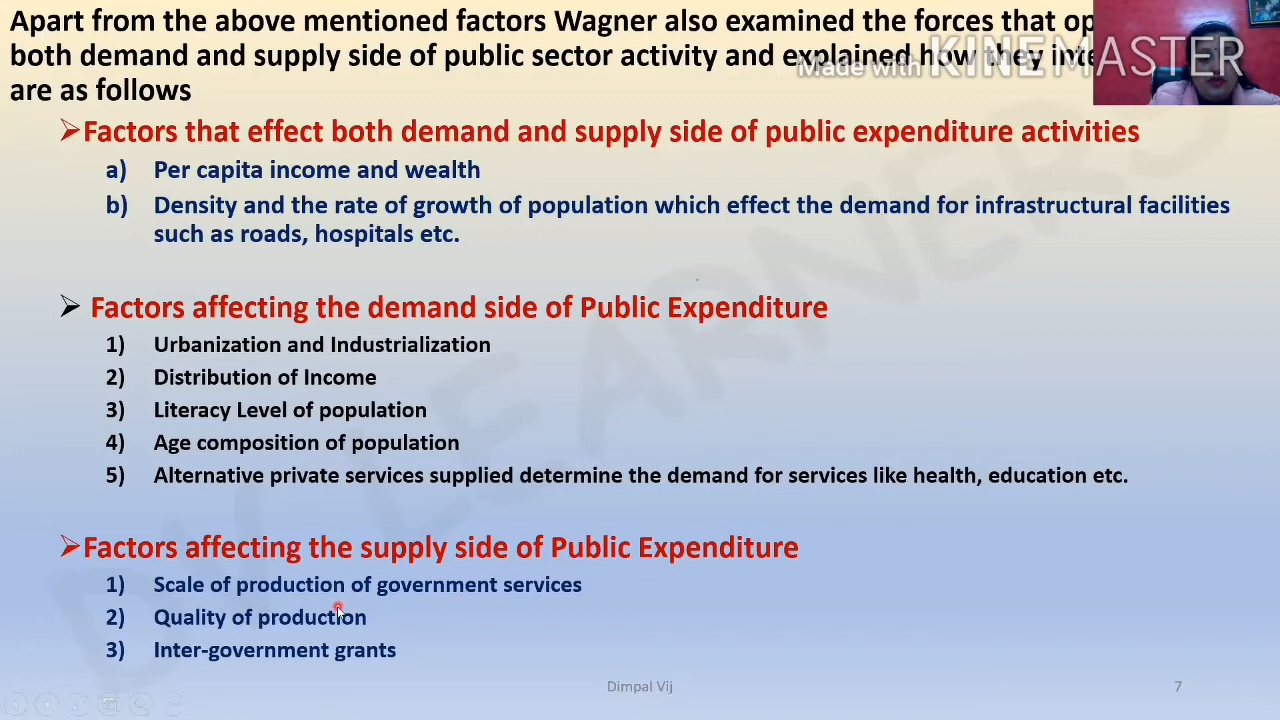 Apart from the above mentioned factors Wagner also examined the forces that
both demand and supply side of public sector activity and explained how they
are as follows
Made with KINEMASTER
➢Factors that effect both demand and supply side of public expenditure activities
a) Per capita income and wealth
b) Density and the rate of growth of population which effect the demand for infrastructural facilities
such as roads, hospitals etc.
➢ Factors affecting the demand side of Public Expenditure
1) Urbanization and Industrialization
2) Distribution of Income
3) Literacy Level of population
4) Age composition of population
5) Alternative private services supplied determine the demand for services like health, education etc.
➢Factors affecting the supply side of Public Expenditure
1) Scale of production of government services
2) Quality of production
3) Inter-government grants
DV LEARNERS
Dimpal Vij
7